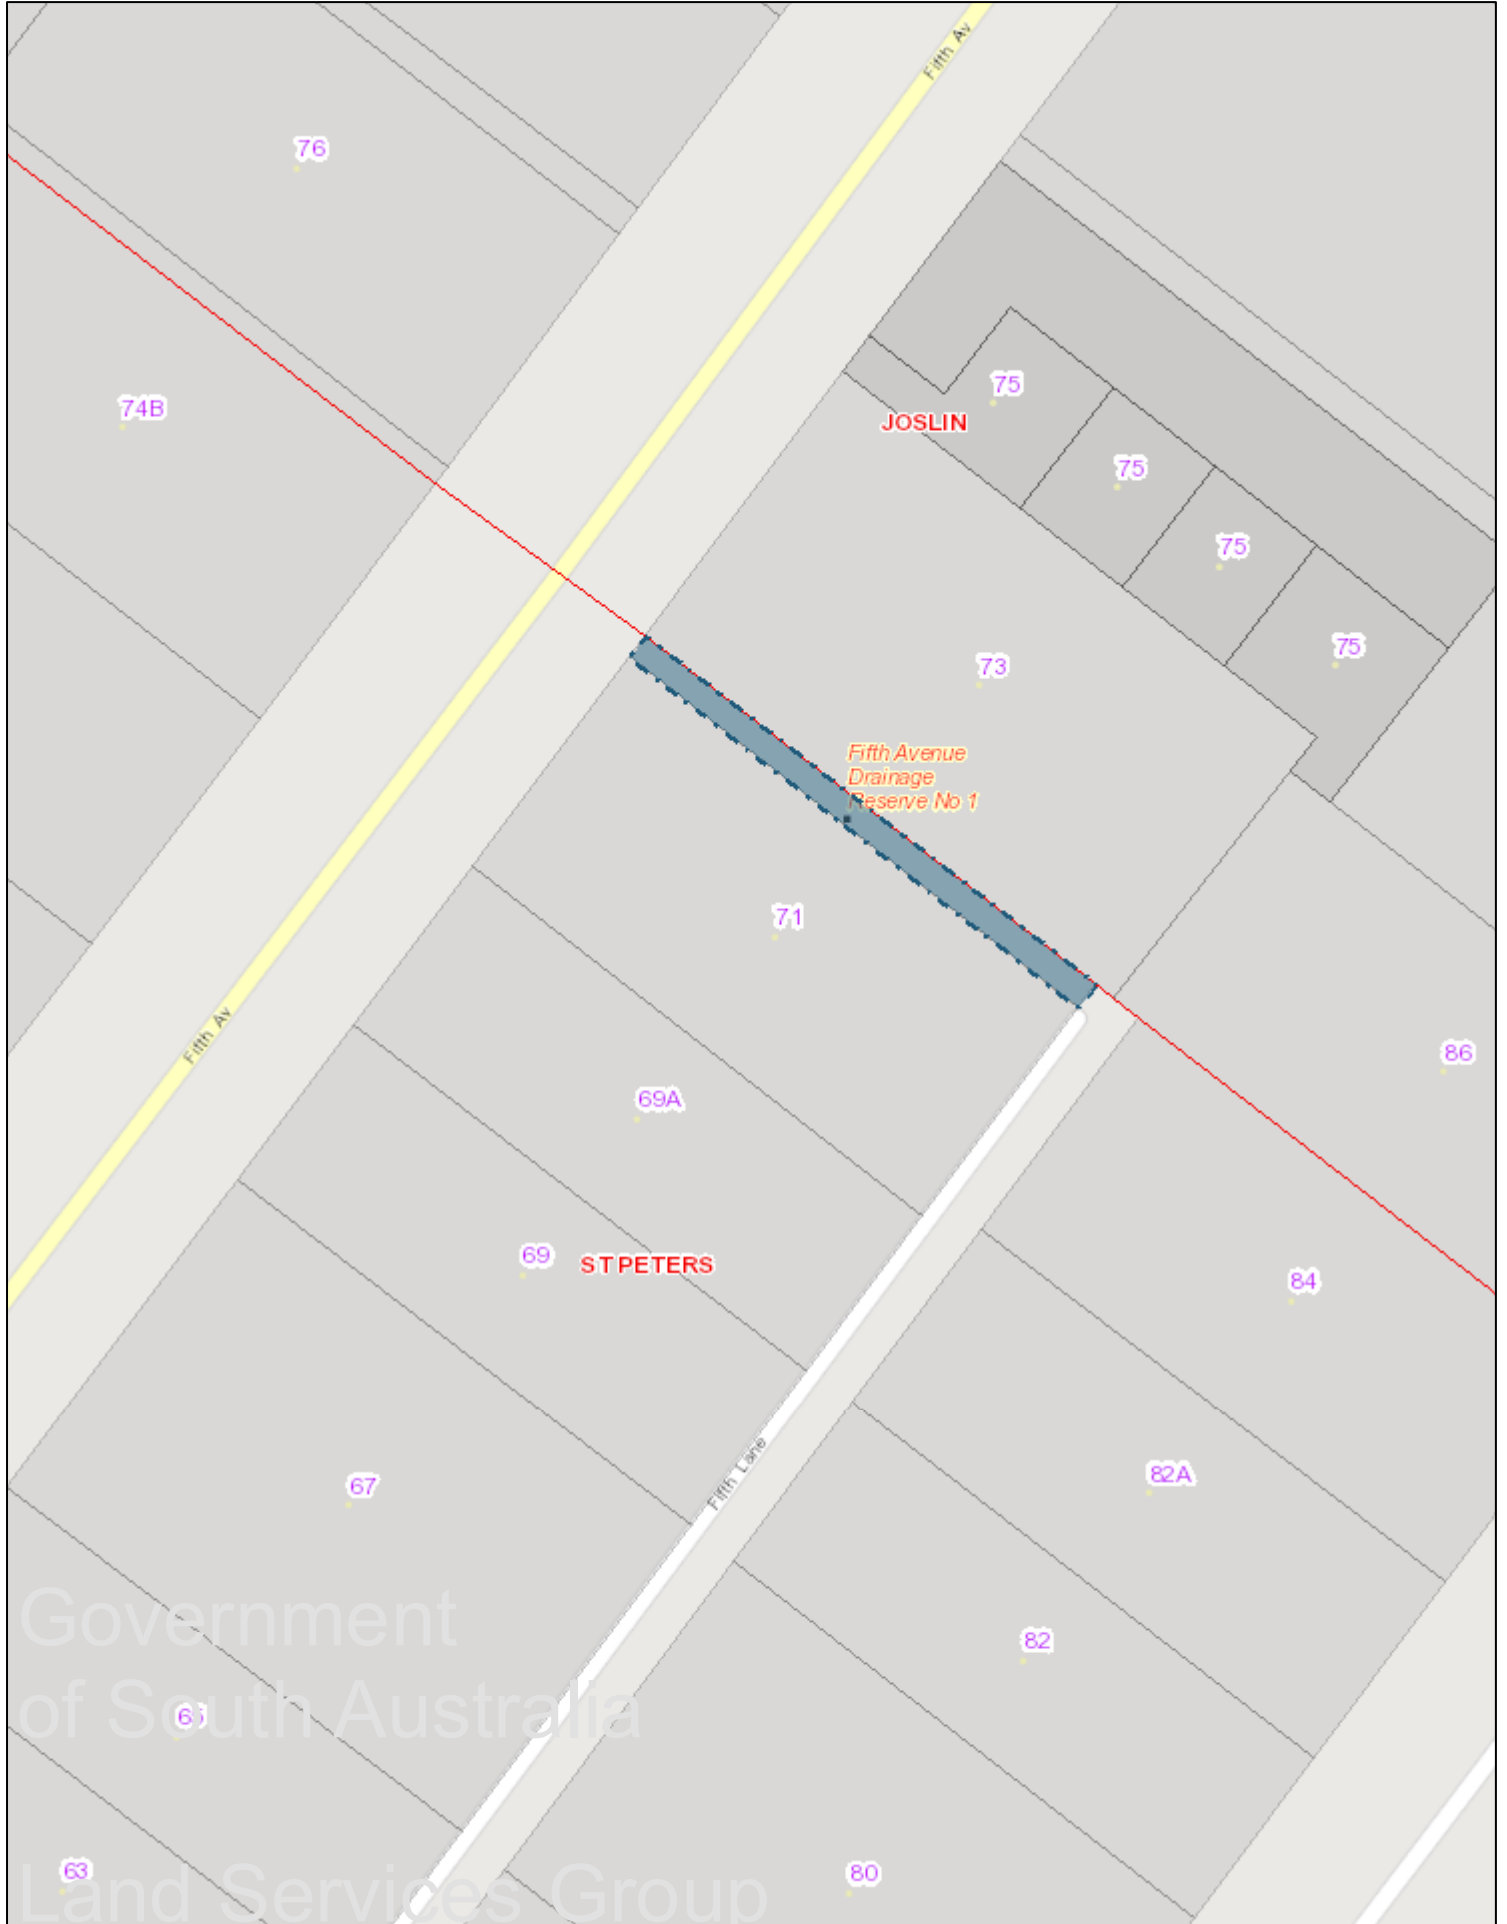 Fifth Av
76
75
74B
JOSLIN
75
75
75
73
Fifth Avenue
Drainage
Reserve No 1
71
Fifth Av
86
69A
69
ST PETERS
84
82A
67
Fifth Lane
Government
82
of South Australia
65
63
80
Land Services Group